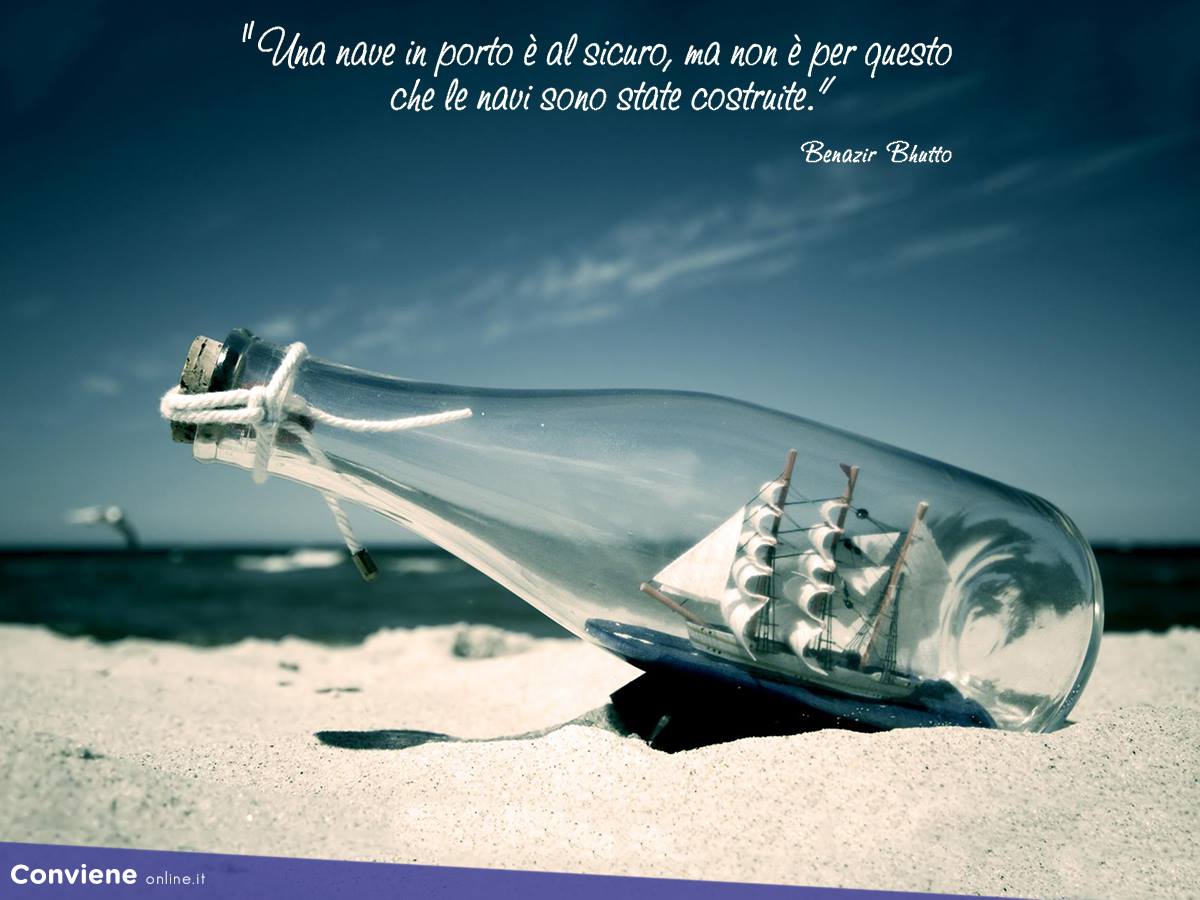 "Una nave in porto è al sicuro, ma non è per questo
che le navi sono state costruite."
Benazir Bhutto
Conviene online.it